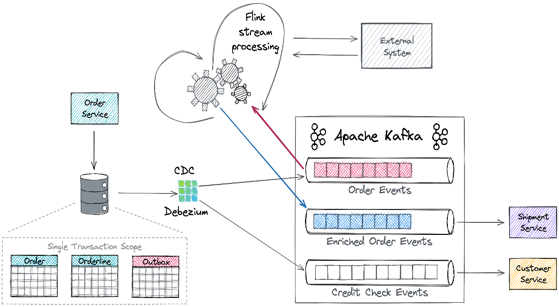 Flink
stream
processing
External
System
Order
Service
Apache Kafka
CDC
Debezium
Order Events
Enriched Order Events
Credit Check Events
Shipment
Service
Customer
Service
Single Transaction Scope
Order
Orderline
Outbox